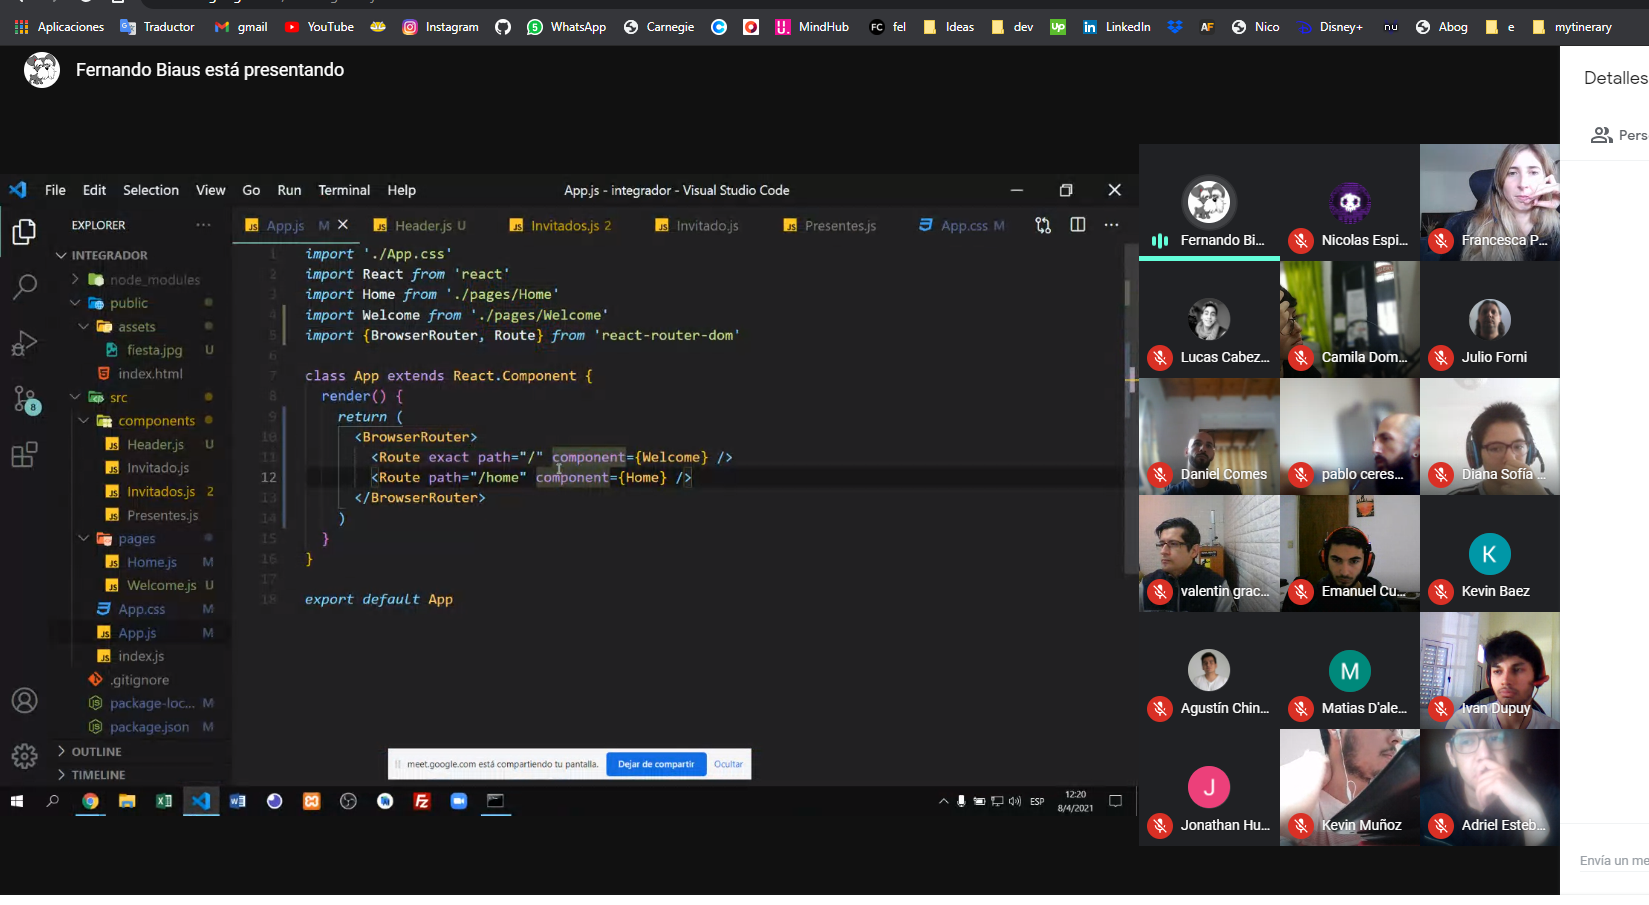 Aplicaciones Traductor gmail YouTube Instagram WhatsApp Carnegie MindHub fel Ideas dev LinkedIn Nico Disney+ nu Abog e mytinerary
Fernando Biaus está presentando
Detalles
Pers
File Edit Selection View Go Run Terminal Help
App.js - integrador - Visual Studio Code
EXPLORER
App.js M
Header.js U
Invitados.js 2
Invitado.js
Presentes.js
App.css M
INTEGRADOR
node_modules
public
assets
fiesta.jpg U
index.html
src
components
Header.js U
Invitado.js
Invitados.js 2
Presentes.js
pages
Home.js M
Welcome.js U
App.css M
App.js M
index.js
.gitignore
package-loc... M
package.json M
OUTLINE
TIMELINE
8
1 import './App.css'
2 import React from 'react'
3 import Home from './pages/Home'
4 import Welcome from './pages/Welcome'
5 import {BrowserRouter, Route} from 'react-router-dom'
6
7 class App extends React.Component {
8 render() {
9 return (
10 <BrowserRouter>
11 <Route exact path="/" component={Welcome} />
12 <Route path="/home" component={Home} />
13 </BrowserRouter>
14 )
15 }
16 }
17
18 export default App
meet.google.com está compartiendo tu pantalla.
Dejar de compartir
Ocultar
ESP
12:20
8/4/2021
Fernando Bi...
Nicolas Espi...
Francesca P...
Lucas Cabez...
Camila Dom...
Julio Forni
Daniel Comes
pablo ceres...
Diana Sofía ...
valentin grac...
Emanuel Cu...
K
Kevin Baez
Agustín Chin...
M
Matias D'ale...
Ivan Dupuy
J
Jonathan Hu...
Kevin Muñoz
Adriel Esteb...
Envía un me